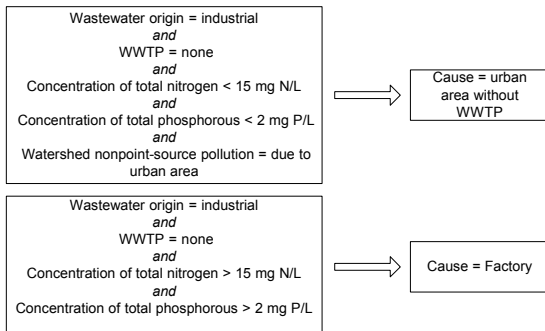 Wastewater origin = industrial
and
WWTP = none
and
Concentration of total nitrogen < 15 mg N/L
and
Concentration of total phosphorous < 2 mg P/L
and
Watershed nonpoint-source pollution = due to
urban area
Cause = urban
area without
WWTP
Wastewater origin = industrial
and
WWTP = none
and
Concentration of total nitrogen > 15 mg N/L
and
Concentration of total phosphorous > 2 mg P/L
Cause = Factory